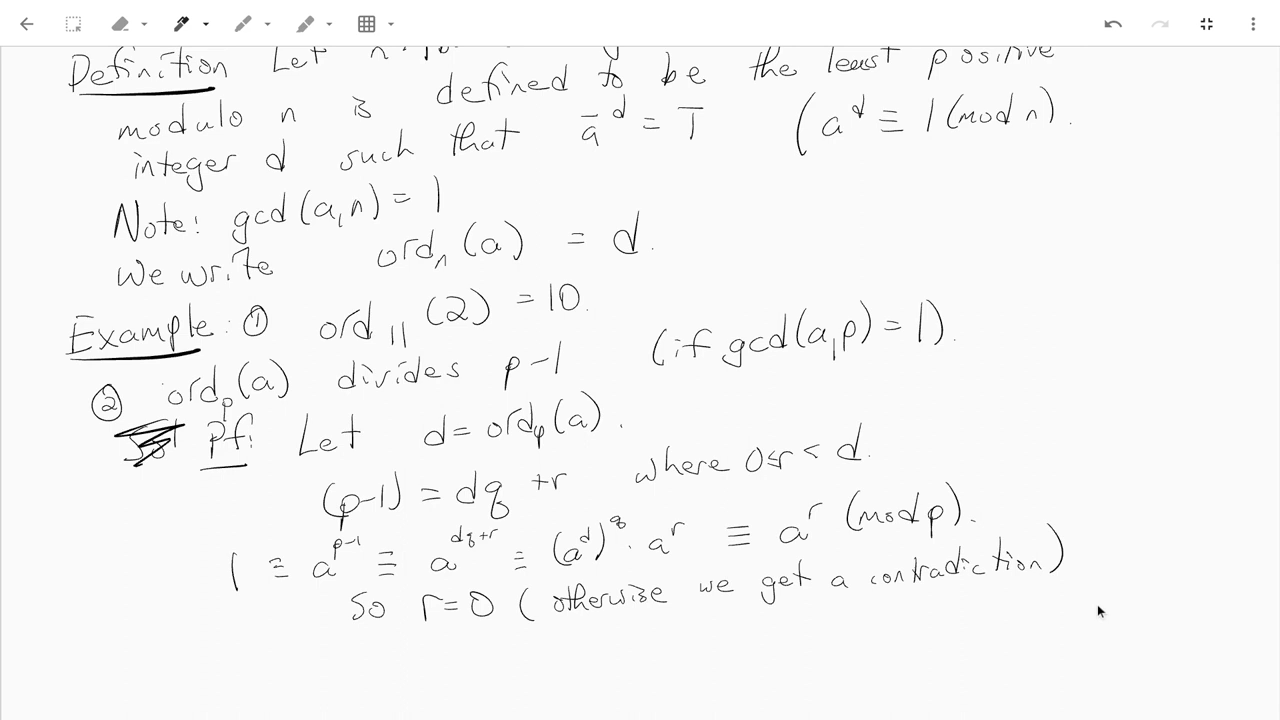 Definition Let
defined to be the least positive
modulo n is
integer d such that a̅^d = 1̅ (a^d ≡ 1 (mod n).
Note: gcd(a,n) = 1
We write ord_n(a) = d.
Example: ① ord_11(2) = 10.
② ord_p(a) divides p-1 (if gcd(a,p) = 1).
pf: Let d = ord_p(a).
(p-1) = dq + r where 0≤r < d.
1 ≡ a^{p-1} ≡ a^{dq+r} ≡ (a^d)^q · a^r ≡ a^r (mod p).
So r=0 (otherwise we get a contradiction)